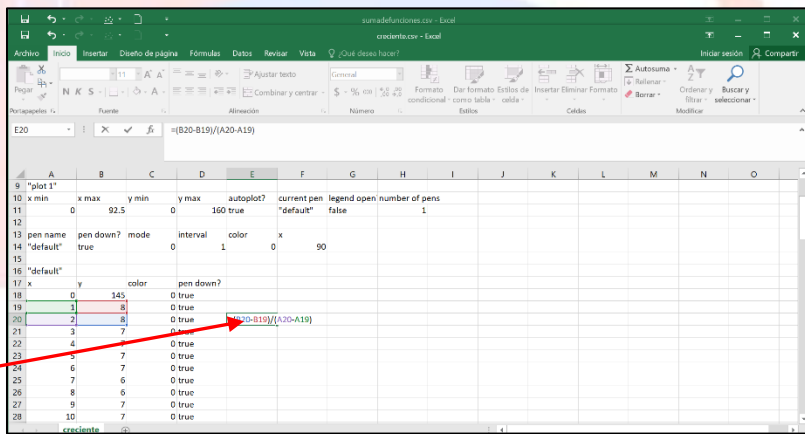 sumadefunciones.csv - Excel
creciente.csv - Excel
Archivo Inicio Insertar Diseño de página Fórmulas Datos Revisar Vista ¿Qué desea hacer? Iniciar sesión Compartir
Pegar
11 A A
N K S A
Ajustar texto
Combinar y centrar
General
$ % 000
Formato condicional
Dar formato como tabla
Estilos de celda
Insertar Eliminar Formato
Σ Autosuma
Rellenar
Borrar
Ordenar y filtrar
Buscar y seleccionar
Portapapeles Fuente Alineación Número Estilos Celdas Modificar
E20 fx =(B20-B19)/(A20-A19)
A B C D E F G H I J K L M N O
9 "plot 1"
10 x min x max y min y max autoplot? current pen legend open number of pens
11 0 92.5 0 160 true "default" false 1
12
13 pen name pen down? mode interval color x
14 "default" true 0 1 0 90
15
16 "default"
17 x y color pen down?
18 0 145 0 true
19 1 8 0 true
20 2 8 0 true (B20-B19)/(A20-A19)
21 3 7 0 true
22 4 7 0 true
23 5 7 0 true
24 6 7 0 true
25 7 6 0 true
26 8 6 0 true
27 9 7 0 true
28 10 7 0 true
creciente